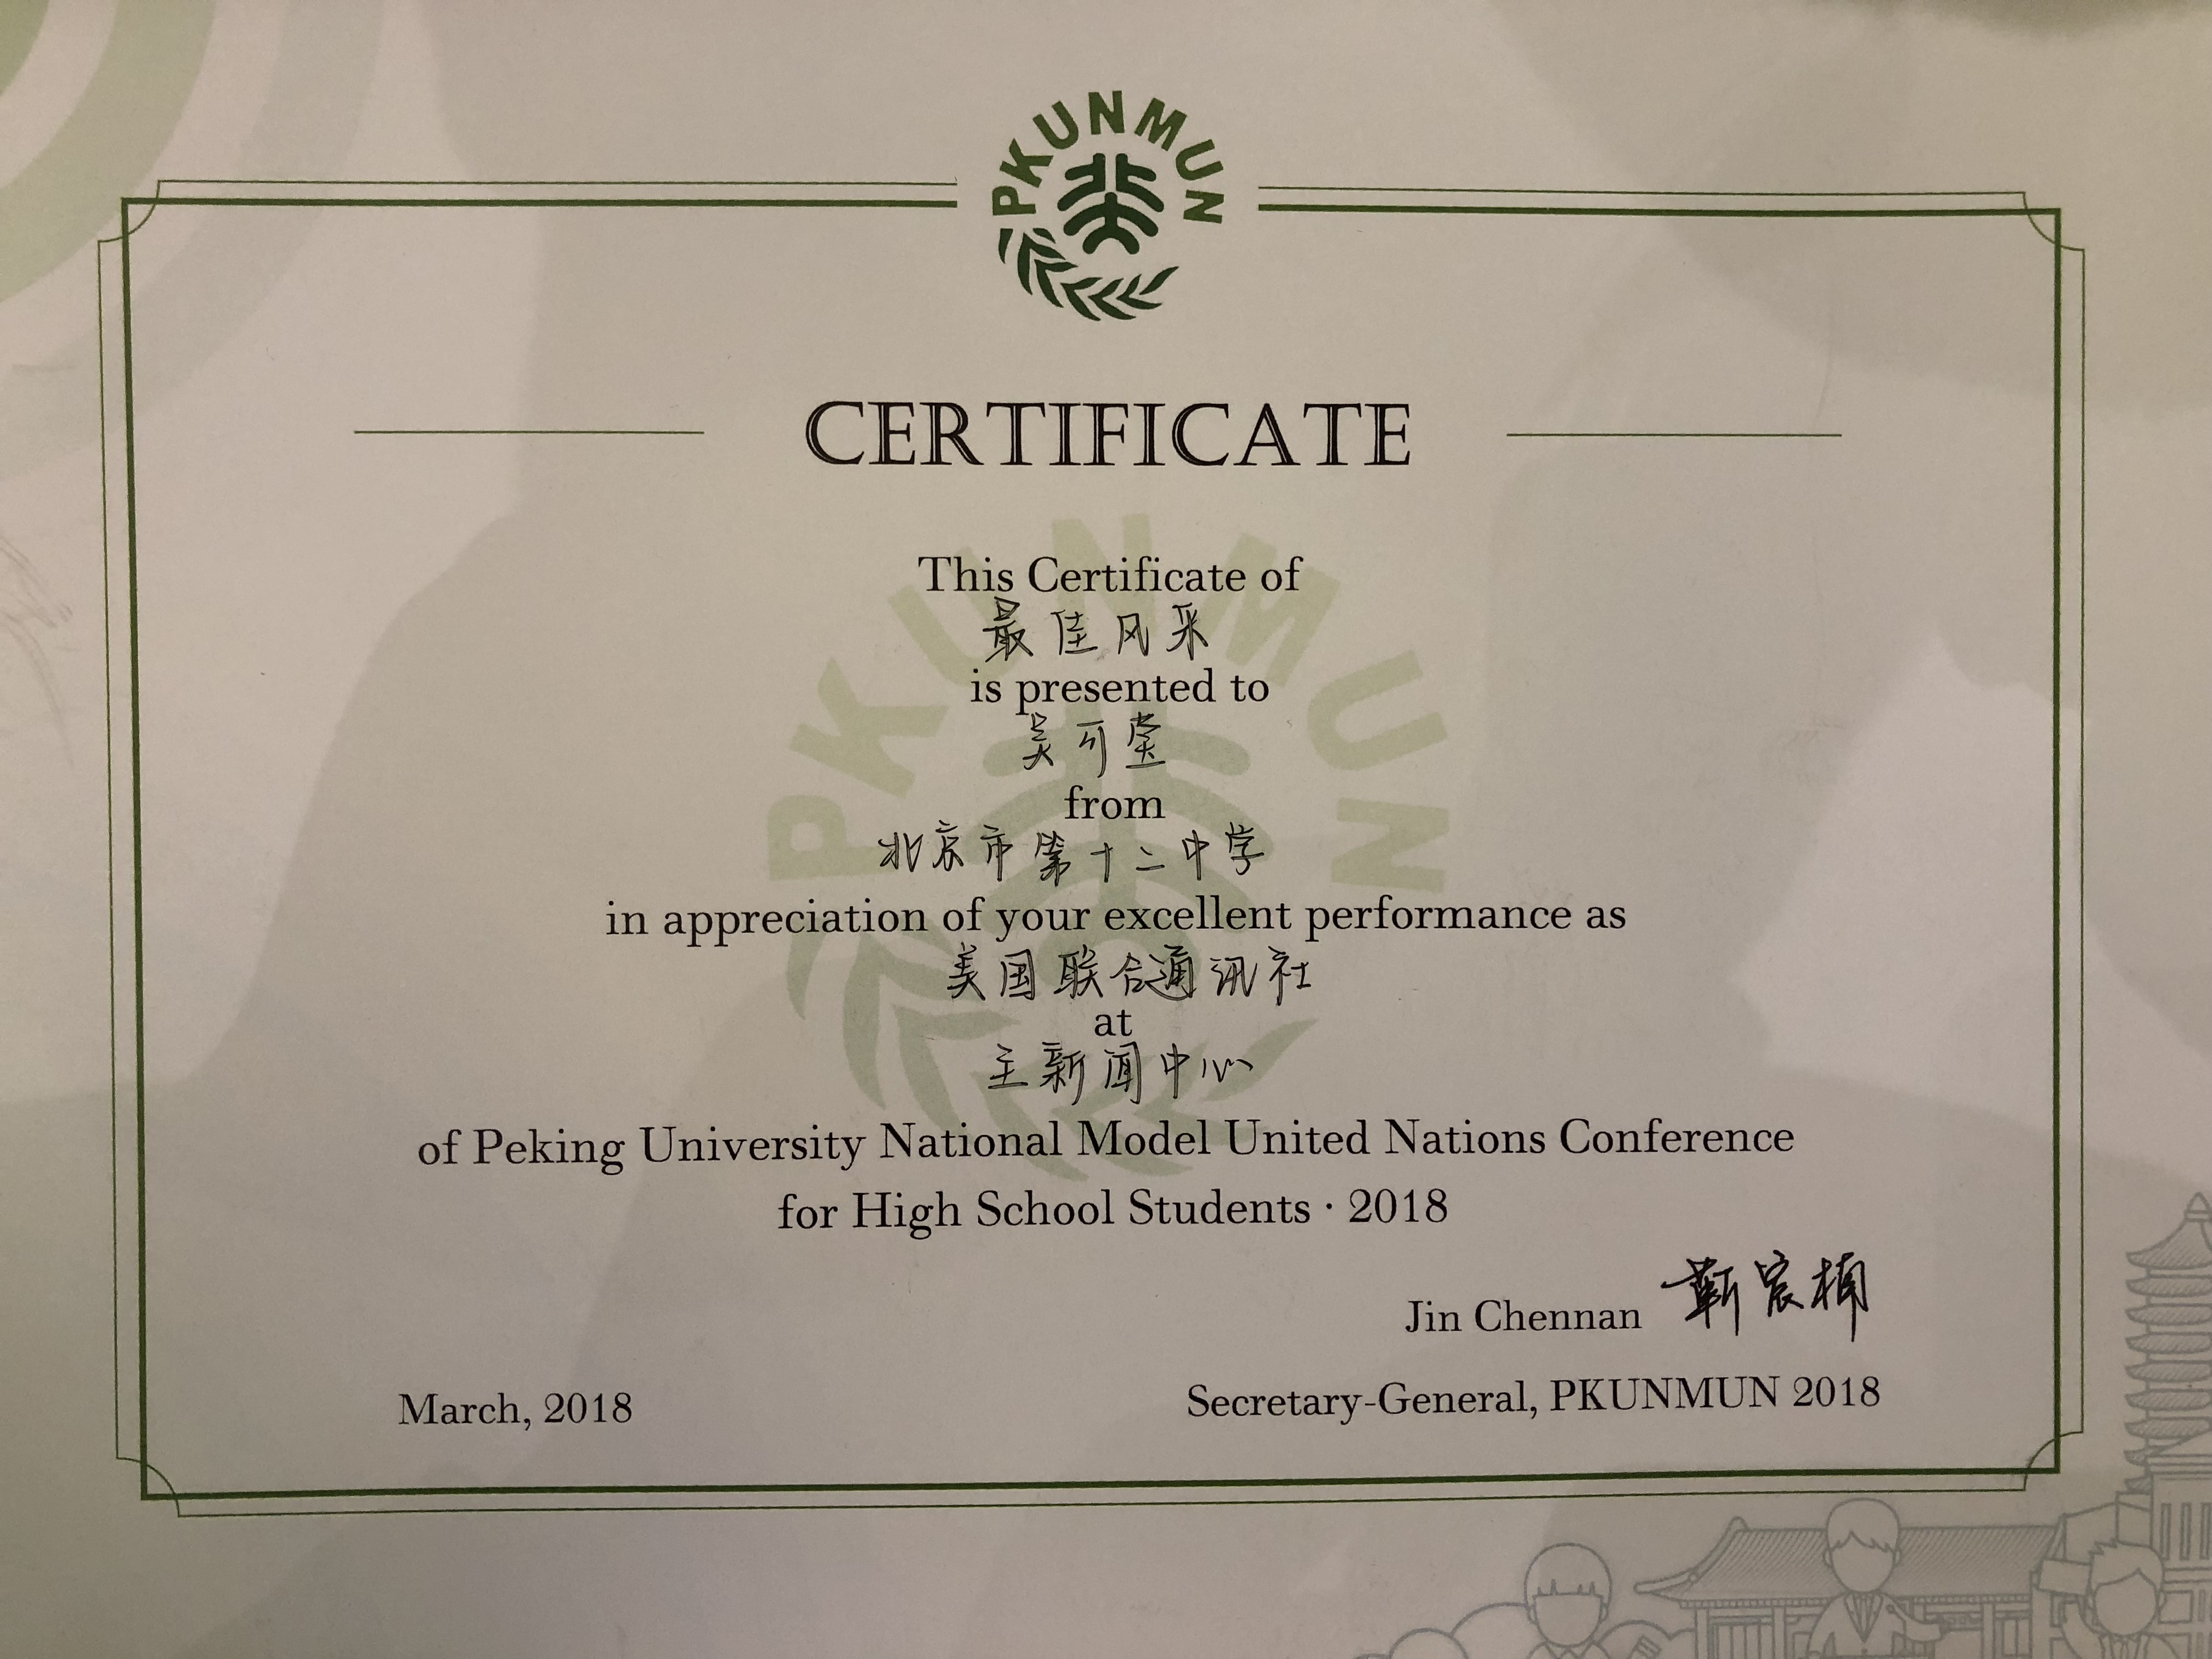 PKUNMUN
CERTIFICATE
This Certificate of
最佳风采
is presented to
吴可莹
from
北京市第十二中学
in appreciation of your excellent performance as
美国联合通讯社
at
主新闻中心
of Peking University National Model United Nations Conference
for High School Students · 2018
Jin Chennan 靳宸楠
March, 2018
Secretary-General, PKUNMUN 2018